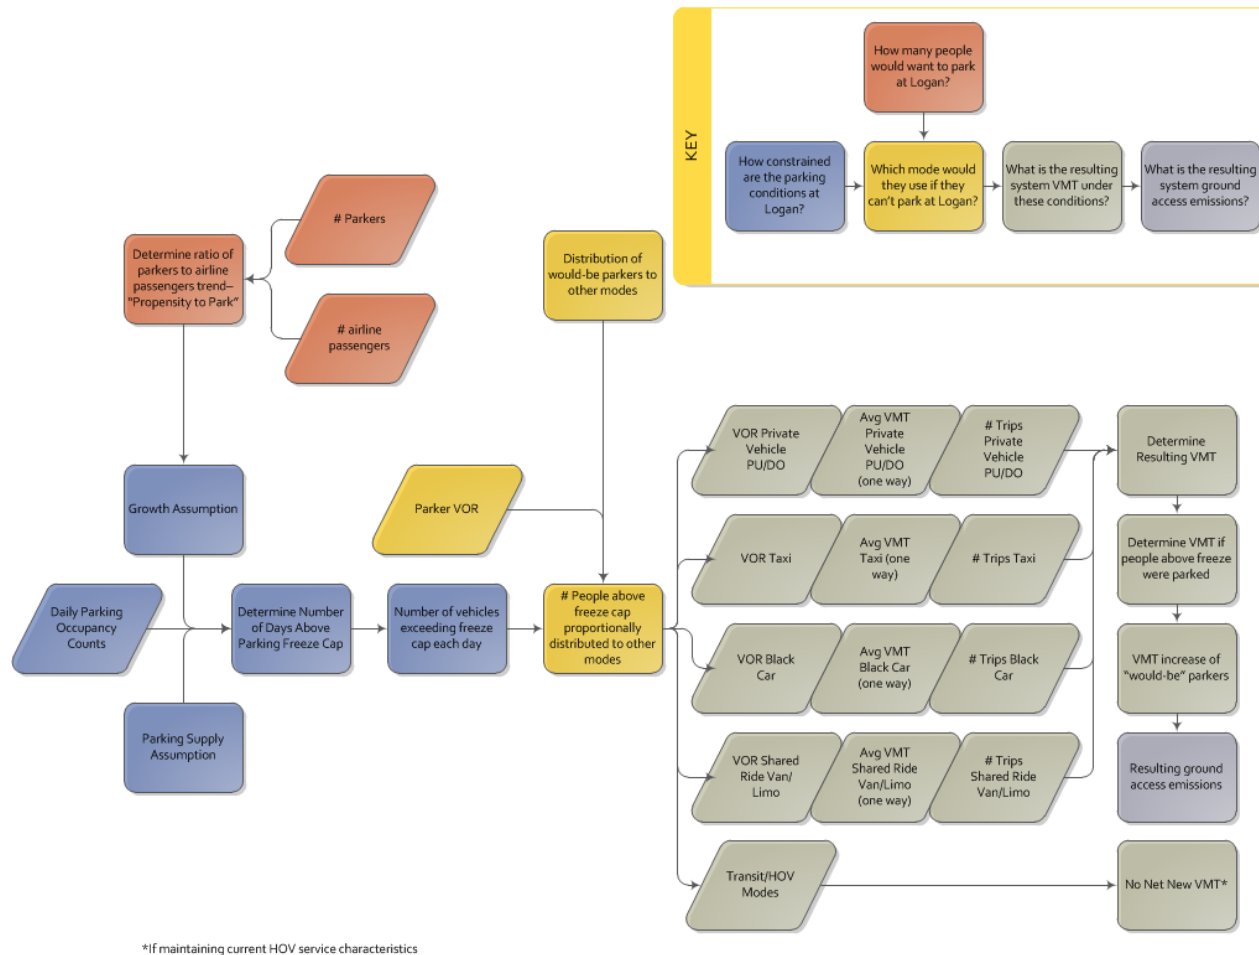 KEY
How many people
would want to park
at Logan?
How constrained
are the parking
conditions at
Logan?
Which mode would
they use if they
can't park at Logan?
What is the resulting
system VMT under
these conditions?
What is the resulting
system ground
access emissions?
# Parkers
Determine ratio of
parkers to airline
passengers trend–
"Propensity to Park"
# airline
passengers
Distribution of
would-be parkers to
other modes
Growth Assumption
Parker VOR
Daily Parking
Occupancy
Counts
Determine Number
of Days Above
Parking Freeze Cap
Number of vehicles
exceeding freeze
cap each day
# People above
freeze cap
proportionally
distributed to other
modes
Parking Supply
Assumption
VOR Private
Vehicle
PU/DO
Avg VMT
Private
Vehicle
PU/DO
(one way)
# Trips
Private
Vehicle
PU/DO
Determine
Resulting VMT
VOR Taxi
Avg VMT
Taxi (one
way)
# Trips Taxi
Determine VMT if
people above freeze
were parked
VOR Black
Car
Avg VMT
Black Car
(one way)
# Trips Black
Car
VMT increase of
"would-be" parkers
VOR Shared
Ride Van/
Limo
Avg VMT
Shared Ride
Van/Limo
(one way)
# Trips
Shared Ride
Van/Limo
Resulting ground
access emissions
Transit/HOV
Modes
No Net New VMT*
*If maintaining current HOV service characteristics